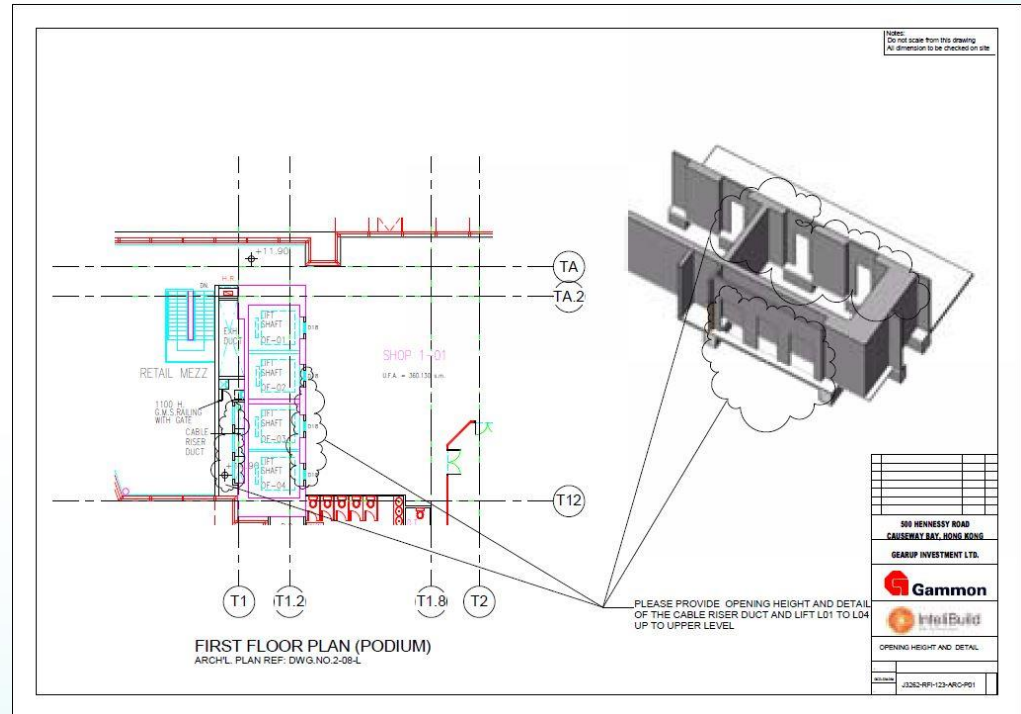 Notes:
Do not scale from this drawing
All dimension to be checked on site
+11.90
TA
TA.2
H.R.
DN.
EXH.
DUCT
LIFT
SHAFT
LIFT
SHAFT
LIFT
SHAFT
LIFT
SHAFT
SHOP 1-01
U.F.A. = 360.130 s.m.
RETAIL MEZZ
1100 H.
G.M.S.RAILING
WITH GATE
CABLE
RISER
DUCT
T12
T1
T1.2
T1.8
T2
PLEASE PROVIDE OPENING HEIGHT AND DETAIL
OF THE CABLE RISER DUCT AND LIFT L01 TO L04
UP TO UPPER LEVEL
FIRST FLOOR PLAN (PODIUM)
ARCH'L. PLAN REF: DWG.NO.2-08-L
500 HENNESSY ROAD
CAUSEWAY BAY, HONG KONG
GEARUP INVESTMENT LTD.
Gammon
InteliBuild
OPENING HEIGHT AND DETAIL
J3262-RFI-123-ARC-P01